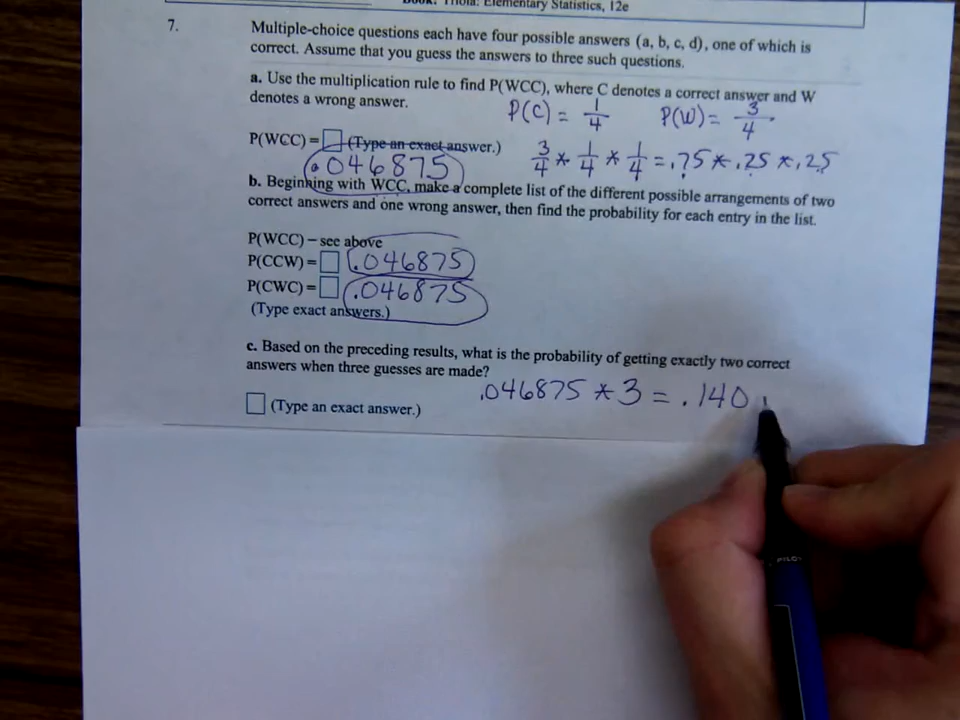 Book: Triola: Elementary Statistics, 12e
7. Multiple-choice questions each have four possible answers (a, b, c, d), one of which is
correct. Assume that you guess the answers to three such questions.
a. Use the multiplication rule to find P(WCC), where C denotes a correct answer and W
denotes a wrong answer.
P(C) = 1/4 P(W) = 3/4
P(WCC) = (Type an exact answer.) 3/4 * 1/4 * 1/4 = .75 * .25 * .25
.046875
b. Beginning with WCC, make a complete list of the different possible arrangements of two
correct answers and one wrong answer, then find the probability for each entry in the list.
P(WCC) – see above
P(CCW) = .046875
P(CWC) = .046875
(Type exact answers.)
c. Based on the preceding results, what is the probability of getting exactly two correct
answers when three guesses are made?
.046875 * 3 = .140
(Type an exact answer.)
PILOT